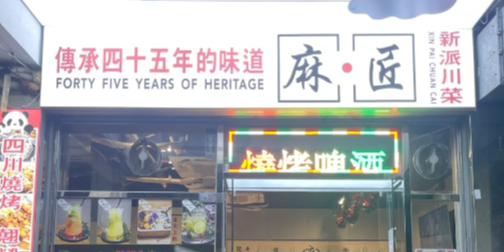 傳承四十五年的味道
FORTY FIVE YEARS OF HERITAGE
麻•匠
新派川菜
XIN PAI CHUAN CAI
燒烤啤酒
四川燒烤